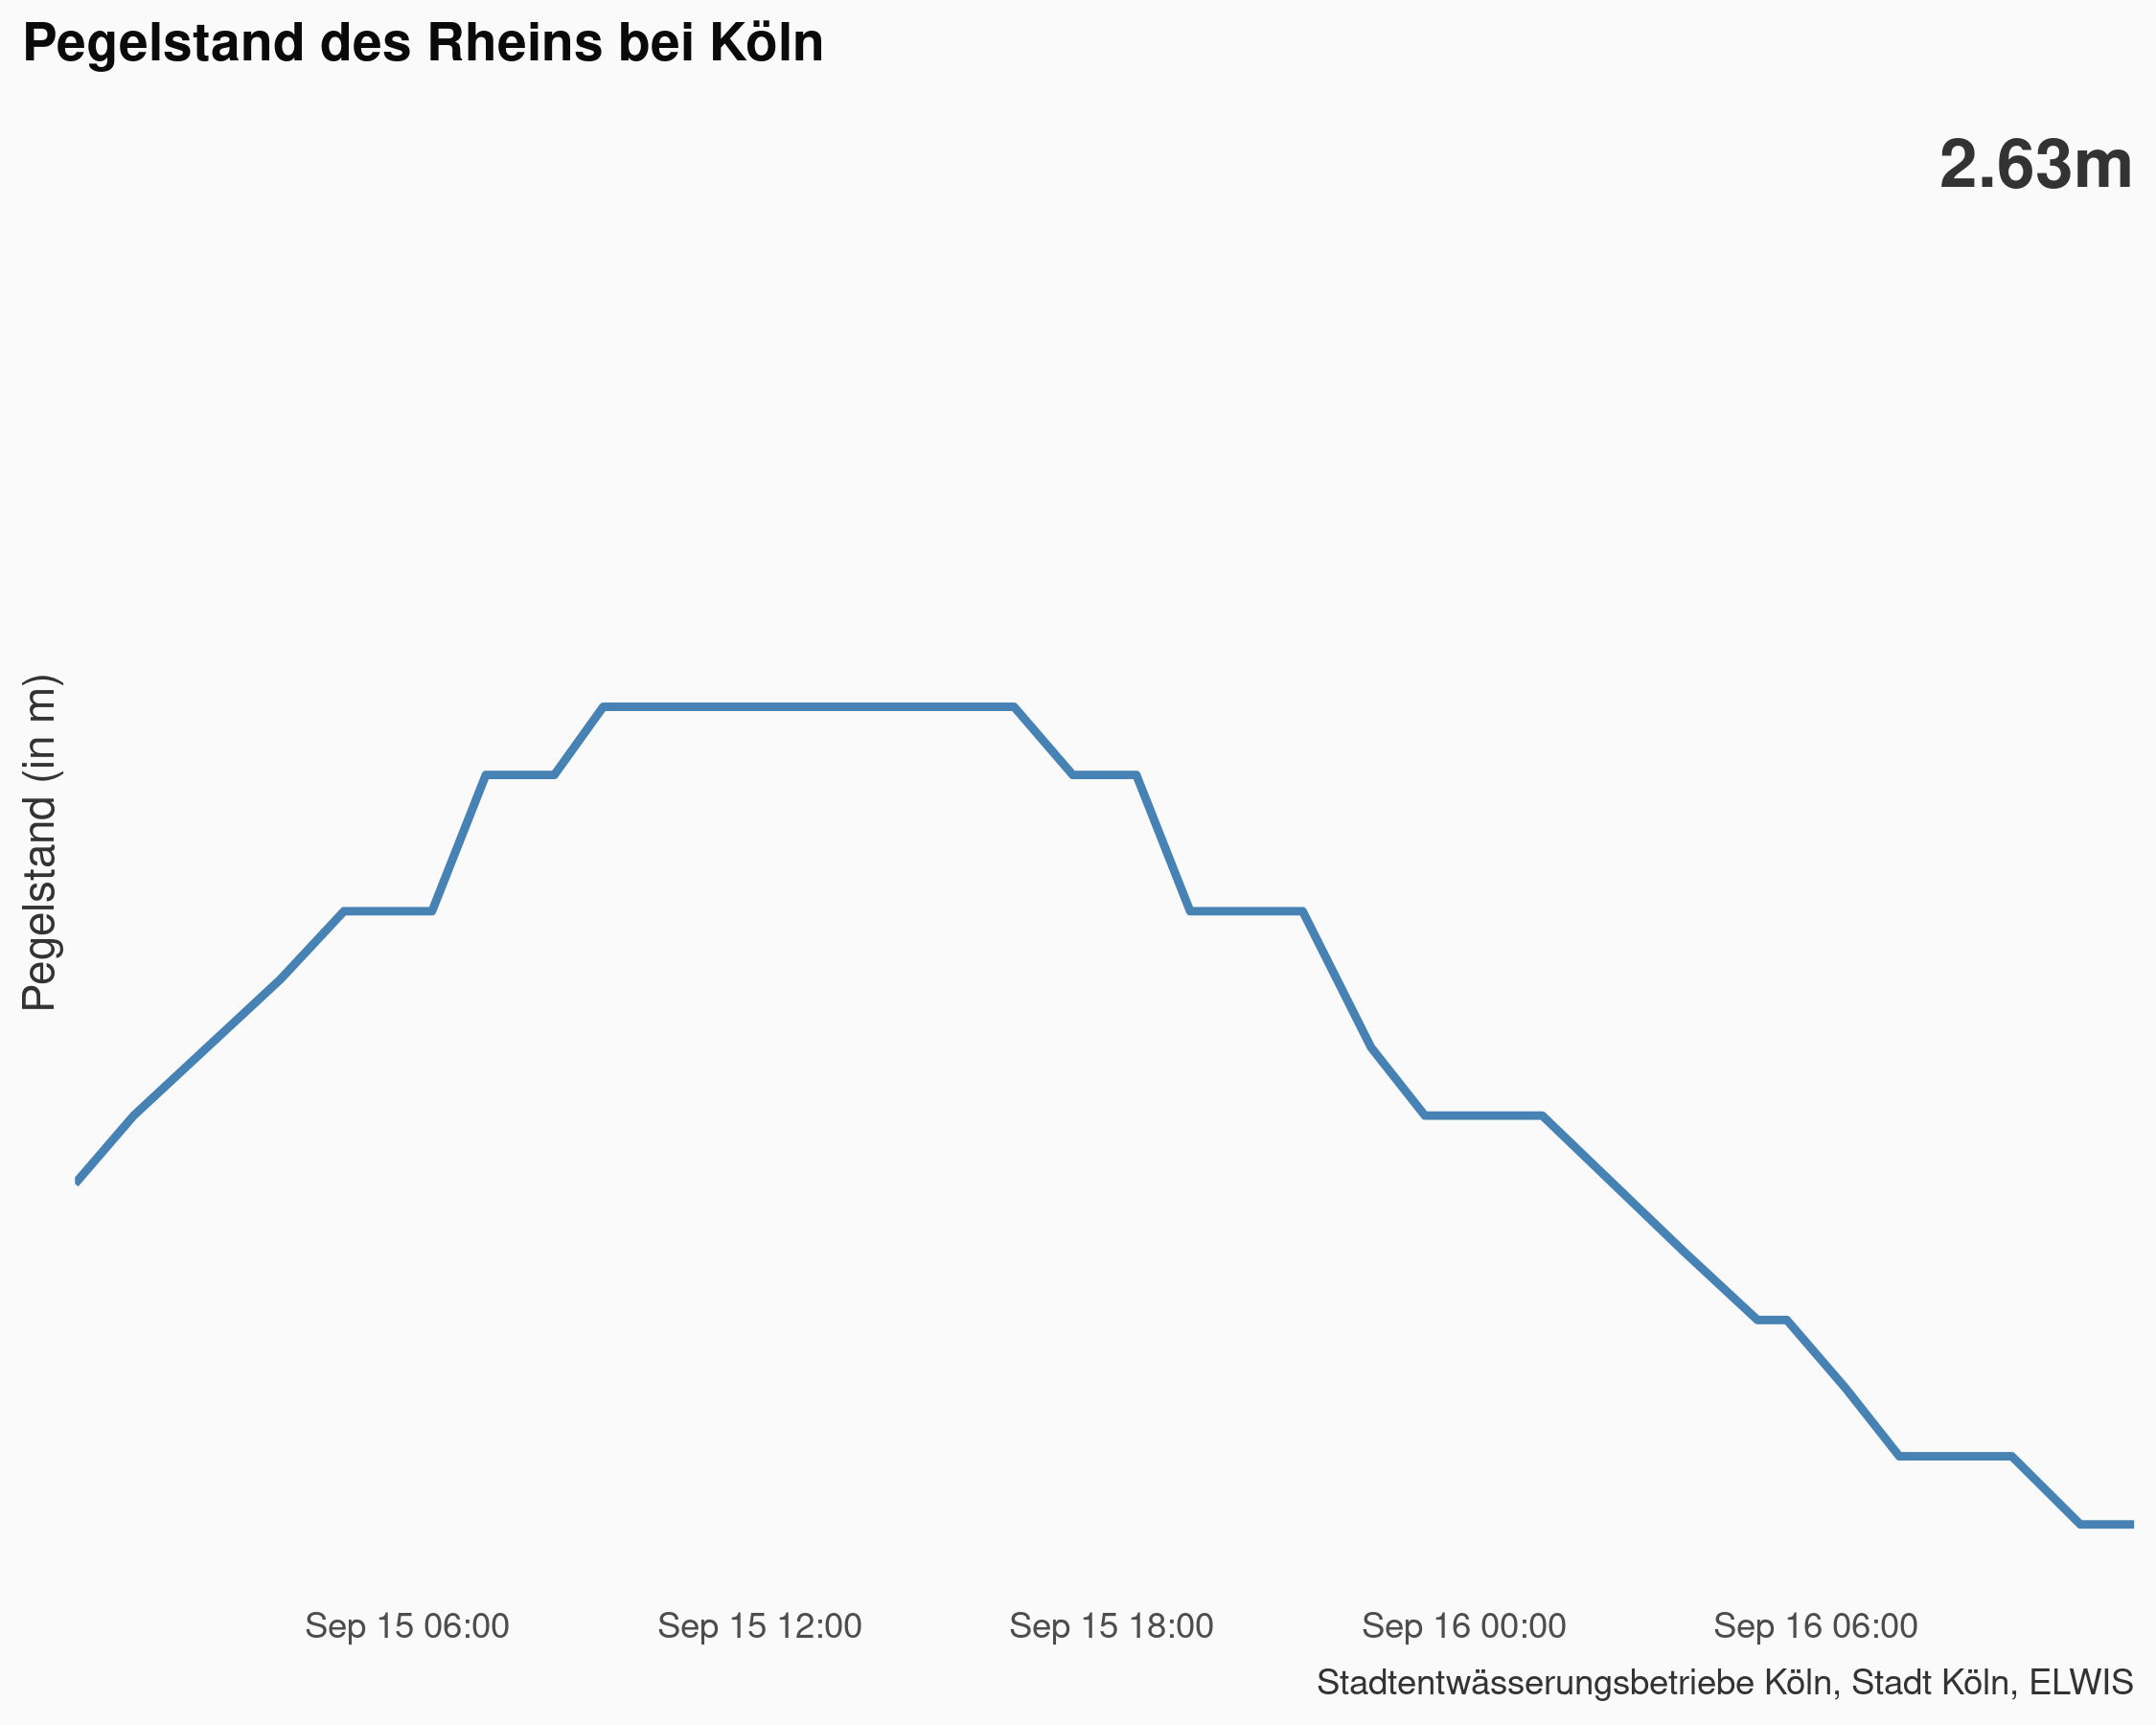 Pegelstand des Rheins bei Köln
2.63m
Pegelstand (in m)
Sep 15 06:00
Sep 15 12:00
Sep 15 18:00
Sep 16 00:00
Sep 16 06:00
Stadtentwässerungsbetriebe Köln, Stadt Köln, ELWIS